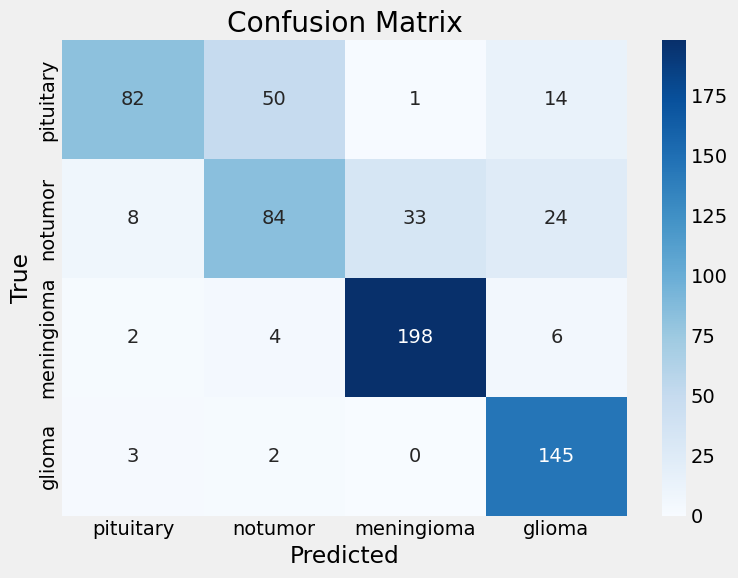 Confusion Matrix
True
pituitary 82 50 1 14
notumor 8 84 33 24
meningioma 2 4 198 6
glioma 3 2 0 145
pituitary notumor meningioma glioma
Predicted
175
150
125
100
75
50
25
0